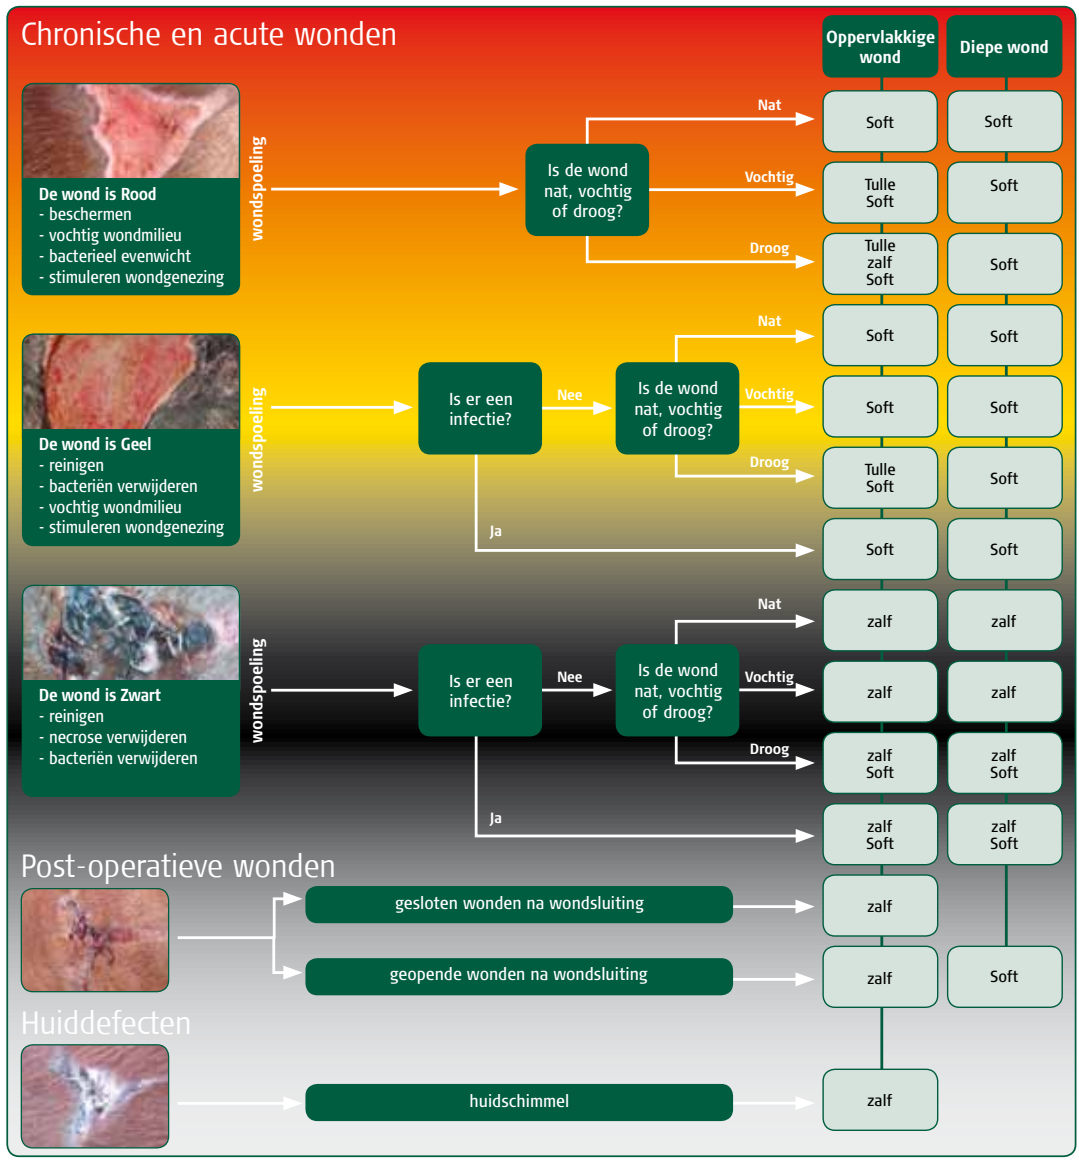 Chronische en acute wonden
Oppervlakkige
wond
Diepe wond
De wond is Rood
- beschermen
- vochtig wondmilieu
- bacterieel evenwicht
- stimuleren wondgenezing
wondspoeling
Is de wond
nat, vochtig
of droog?
Nat
Soft
Soft
Vochtig
Tulle
Soft
Soft
Droog
Tulle
zalf
Soft
Soft
De wond is Geel
- reinigen
- bacteriën verwijderen
- vochtig wondmilieu
- stimuleren wondgenezing
wondspoeling
Is er een
infectie?
Nee
Is de wond
nat, vochtig
of droog?
Nat
Soft
Soft
Vochtig
Soft
Soft
Droog
Tulle
Soft
Soft
Ja
Soft
Soft
De wond is Zwart
- reinigen
- necrose verwijderen
- bacteriën verwijderen
wondspoeling
Is er een
infectie?
Nee
Is de wond
nat, vochtig
of droog?
Nat
zalf
zalf
Vochtig
zalf
zalf
Droog
zalf
Soft
zalf
Soft
Ja
zalf
Soft
zalf
Soft
Post-operatieve wonden
gesloten wonden na wondsluiting
zalf
geopende wonden na wondsluiting
zalf
Soft
Huiddefecten
huidschimmel
zalf